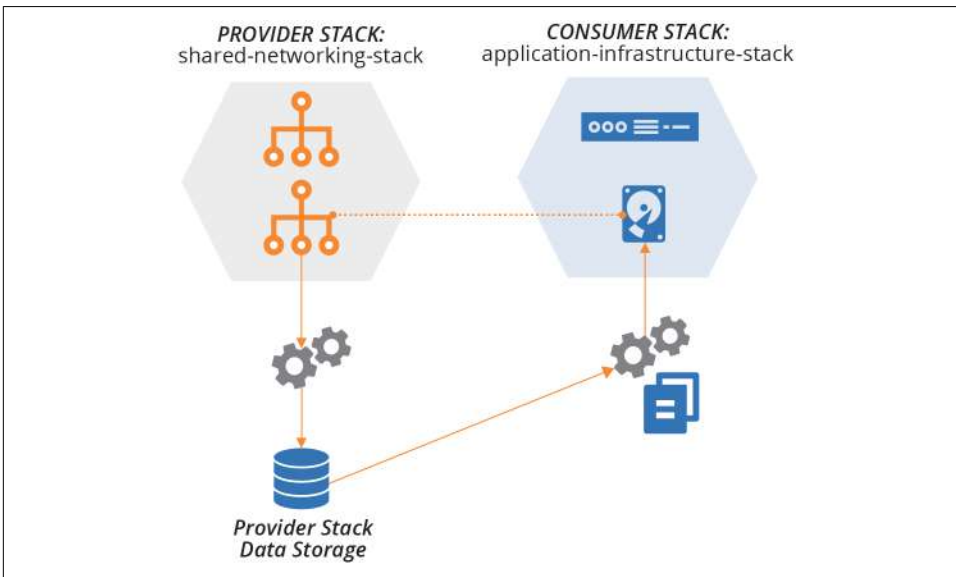 PROVIDER STACK:
shared-networking-stack
CONSUMER STACK:
application-infrastructure-stack
Provider Stack
Data Storage